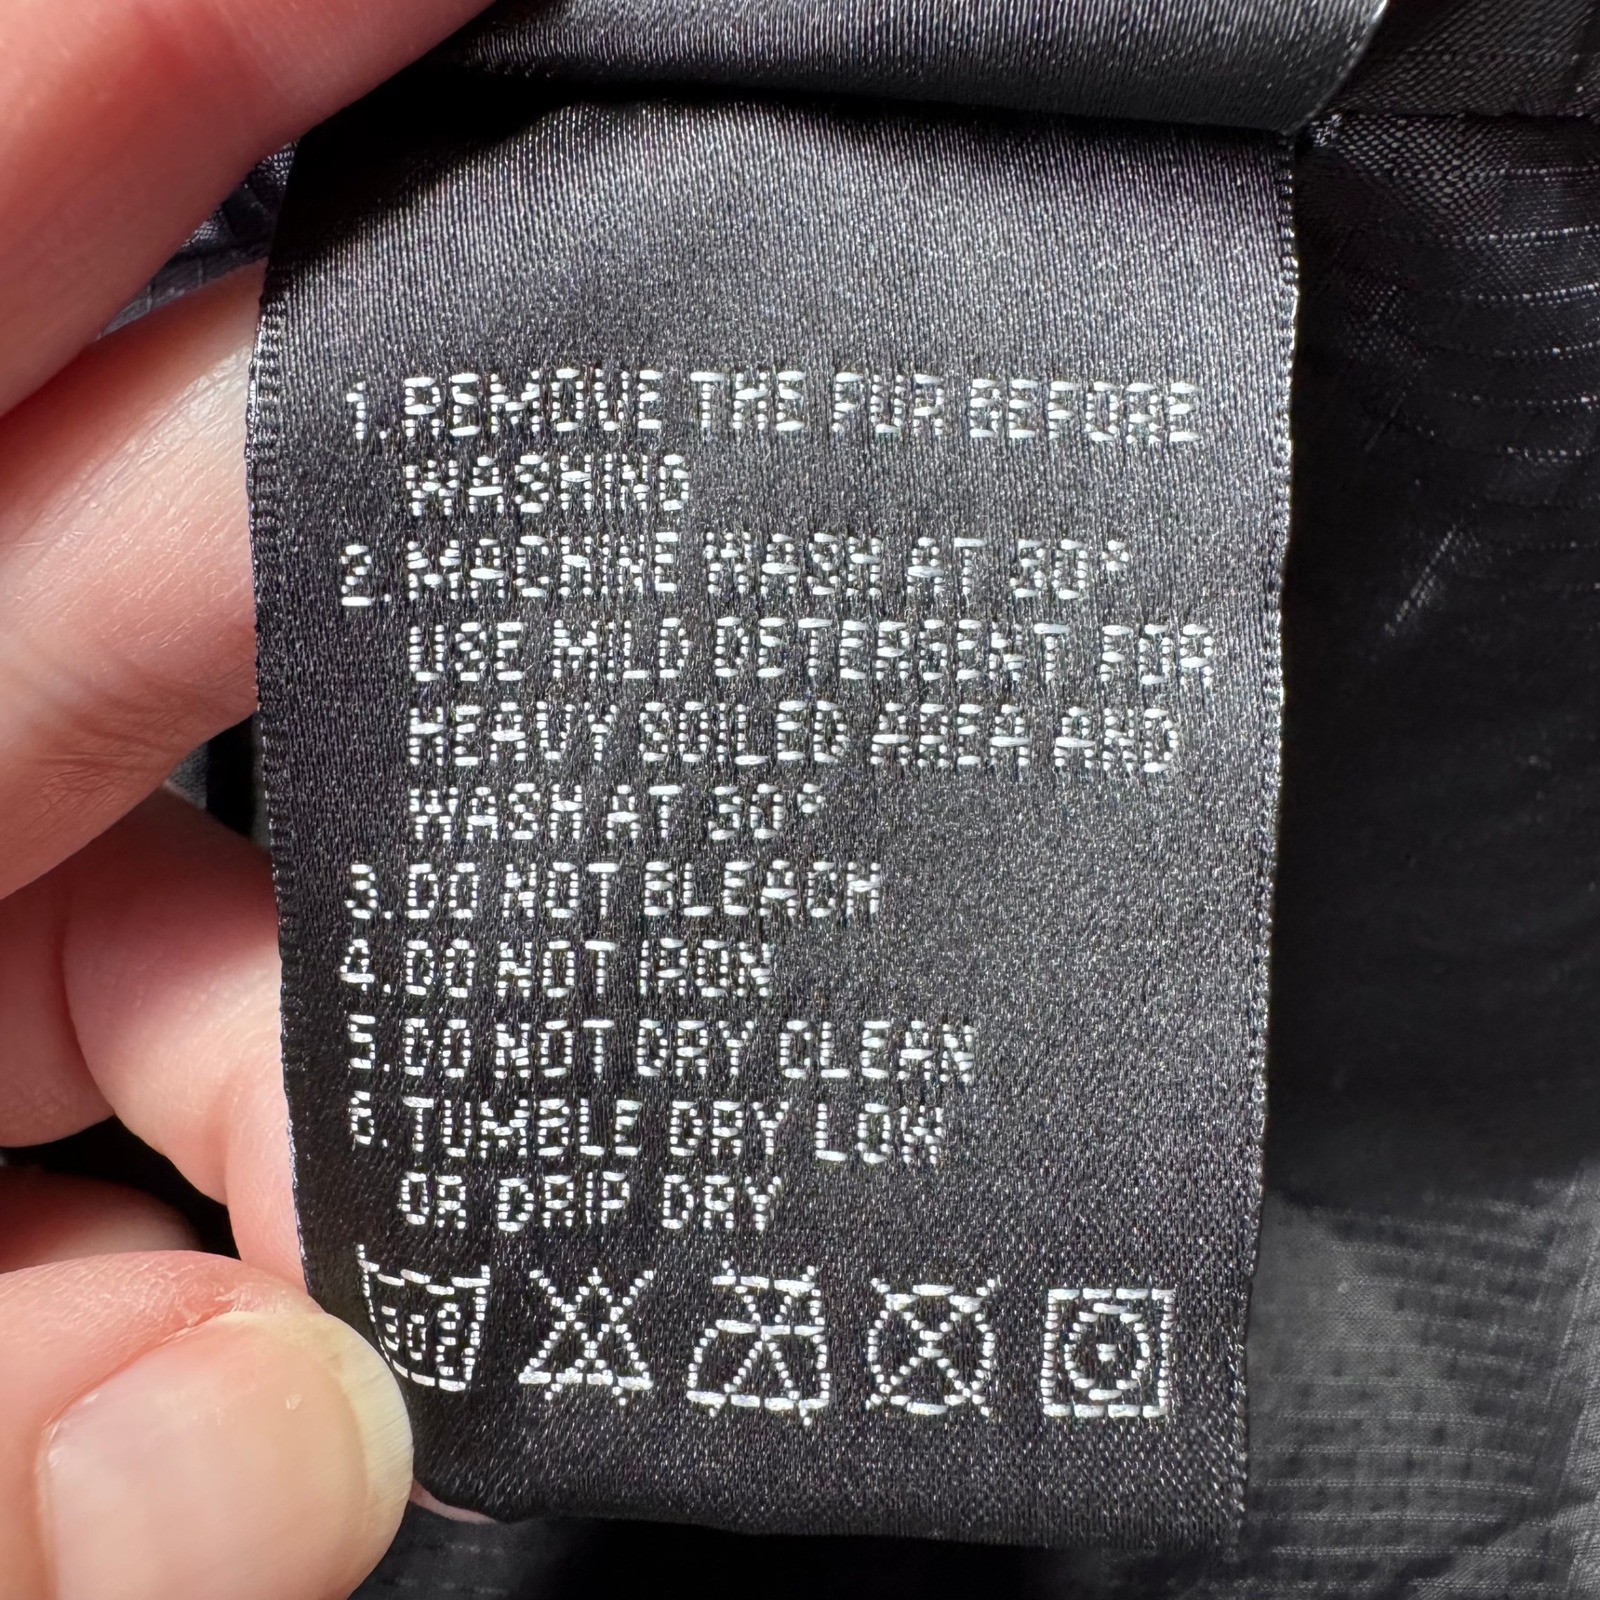 1. REMOVE THE FUR BEFORE
WASHING
2. MACHINE WASH AT 30°
USE MILD DETERGENT FOR
HEAVY SOILED AREA AND
WASH AT 30°
3. DO NOT BLEACH
4. DO NOT IRON
5. DO NOT DRY CLEAN
6. TUMBLE DRY LOW
OR DRIP DRY
30°